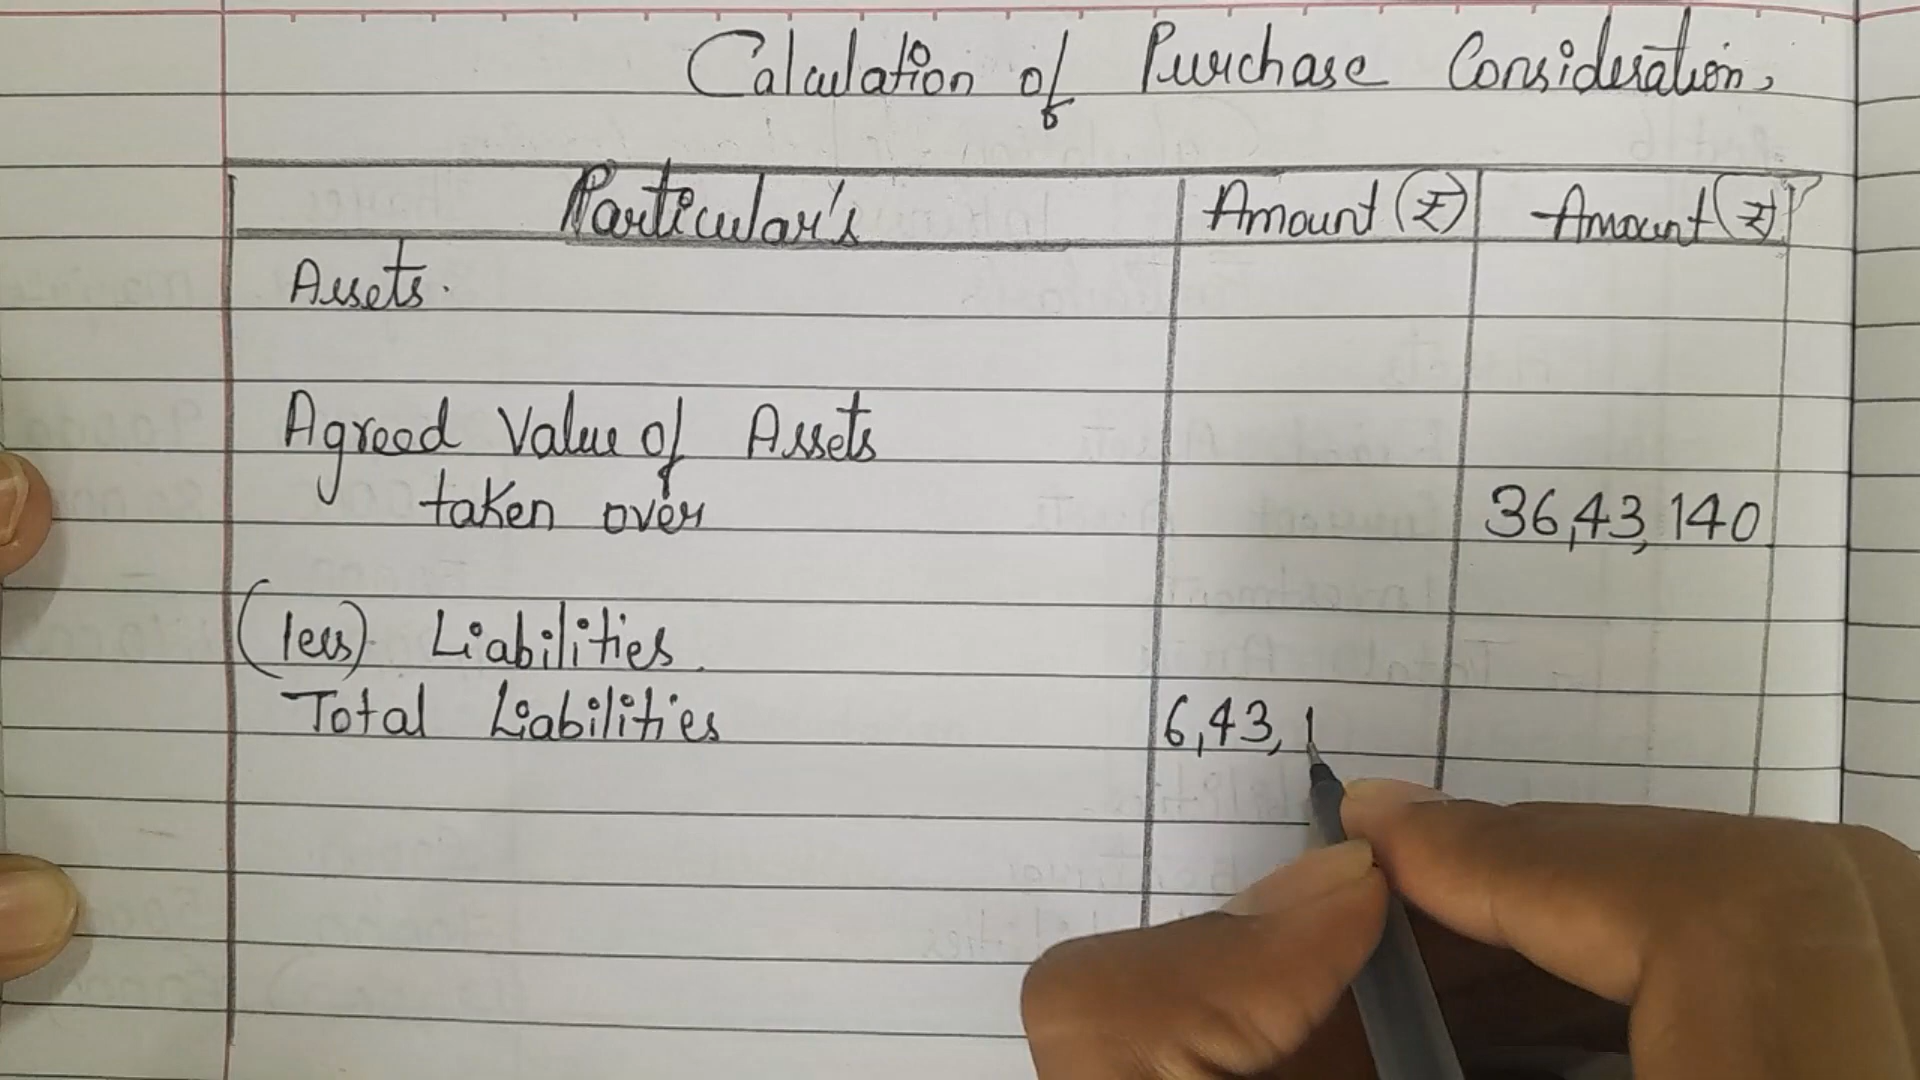 Calculation of Purchase Consideration,
Particular's Amount (₹) Amount (₹)
Assets.
Agreed Value of Assets
taken over 36,43,140
(less) Liabilities.
Total Liabilities 6,43,1